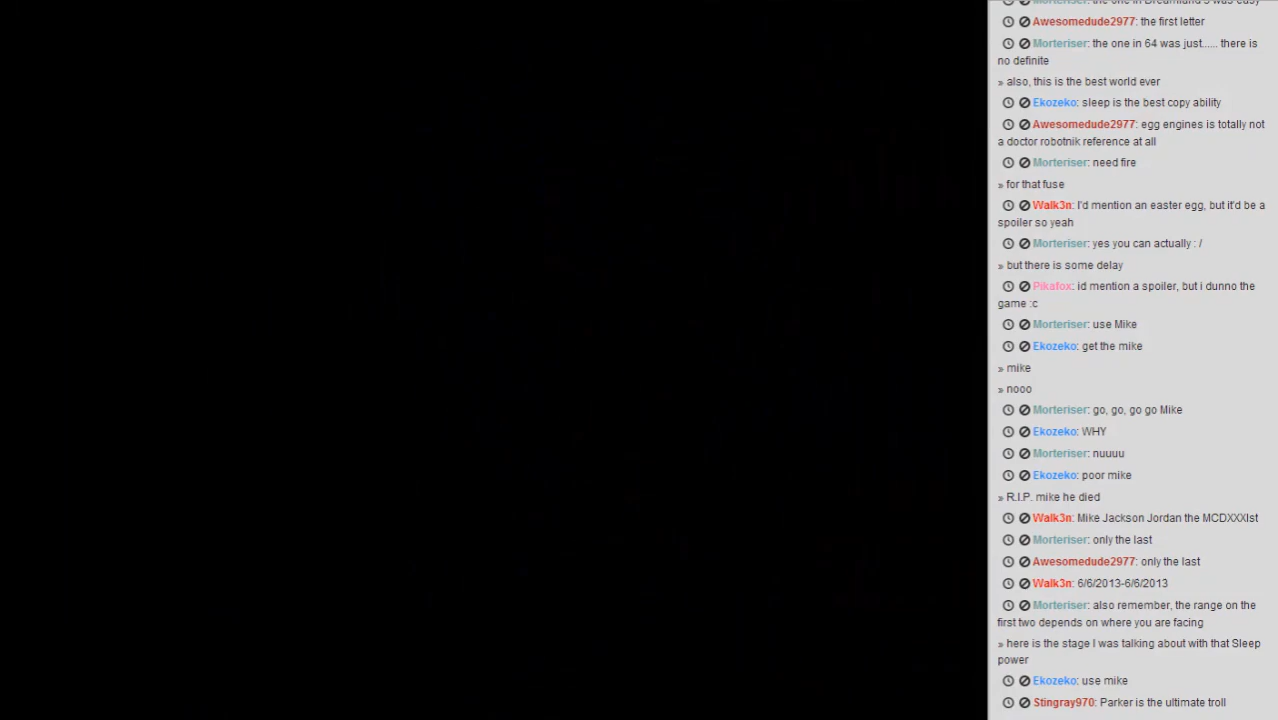 Morteriser: the one in Dreamland 3 was easy
Awesomedude2977: the first letter
Morteriser: the one in 64 was just...... there is
no definite
» also, this is the best world ever
Ekozeko: sleep is the best copy ability
Awesomedude2977: egg engines is totally not
a doctor robotnik reference at all
Morteriser: need fire
» for that fuse
Walk3n: I'd mention an easter egg, but it'd be a
spoiler so yeah
Morteriser: yes you can actually : /
» but there is some delay
Pikafox: id mention a spoiler, but i dunno the
game :c
Morteriser: use Mike
Ekozeko: get the mike
» mike
» nooo
Morteriser: go, go, go go Mike
Ekozeko: WHY
Morteriser: nuuuu
Ekozeko: poor mike
» R.I.P. mike he died
Walk3n: Mike Jackson Jordan the MCDXXXIst
Morteriser: only the last
Awesomedude2977: only the last
Walk3n: 6/6/2013-6/6/2013
Morteriser: also remember, the range on the
first two depends on where you are facing
» here is the stage I was talking about with that Sleep
power
Ekozeko: use mike
Stingray970: Parker is the ultimate troll